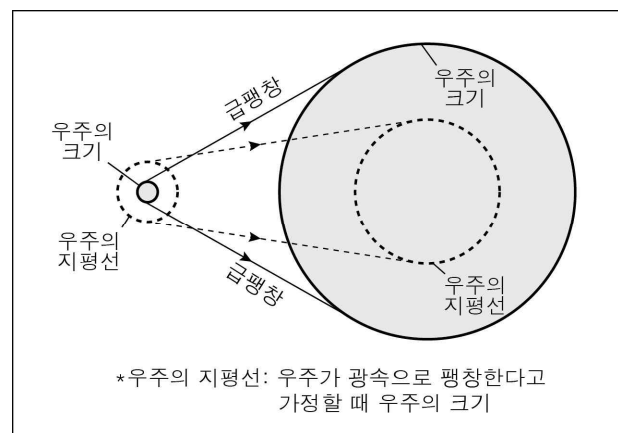 우주의
크기
급팽창
우주의
크기
우주의
지평선
급팽창
우주의
지평선
*우주의 지평선: 우주가 광속으로 팽창한다고
가정할 때 우주의 크기